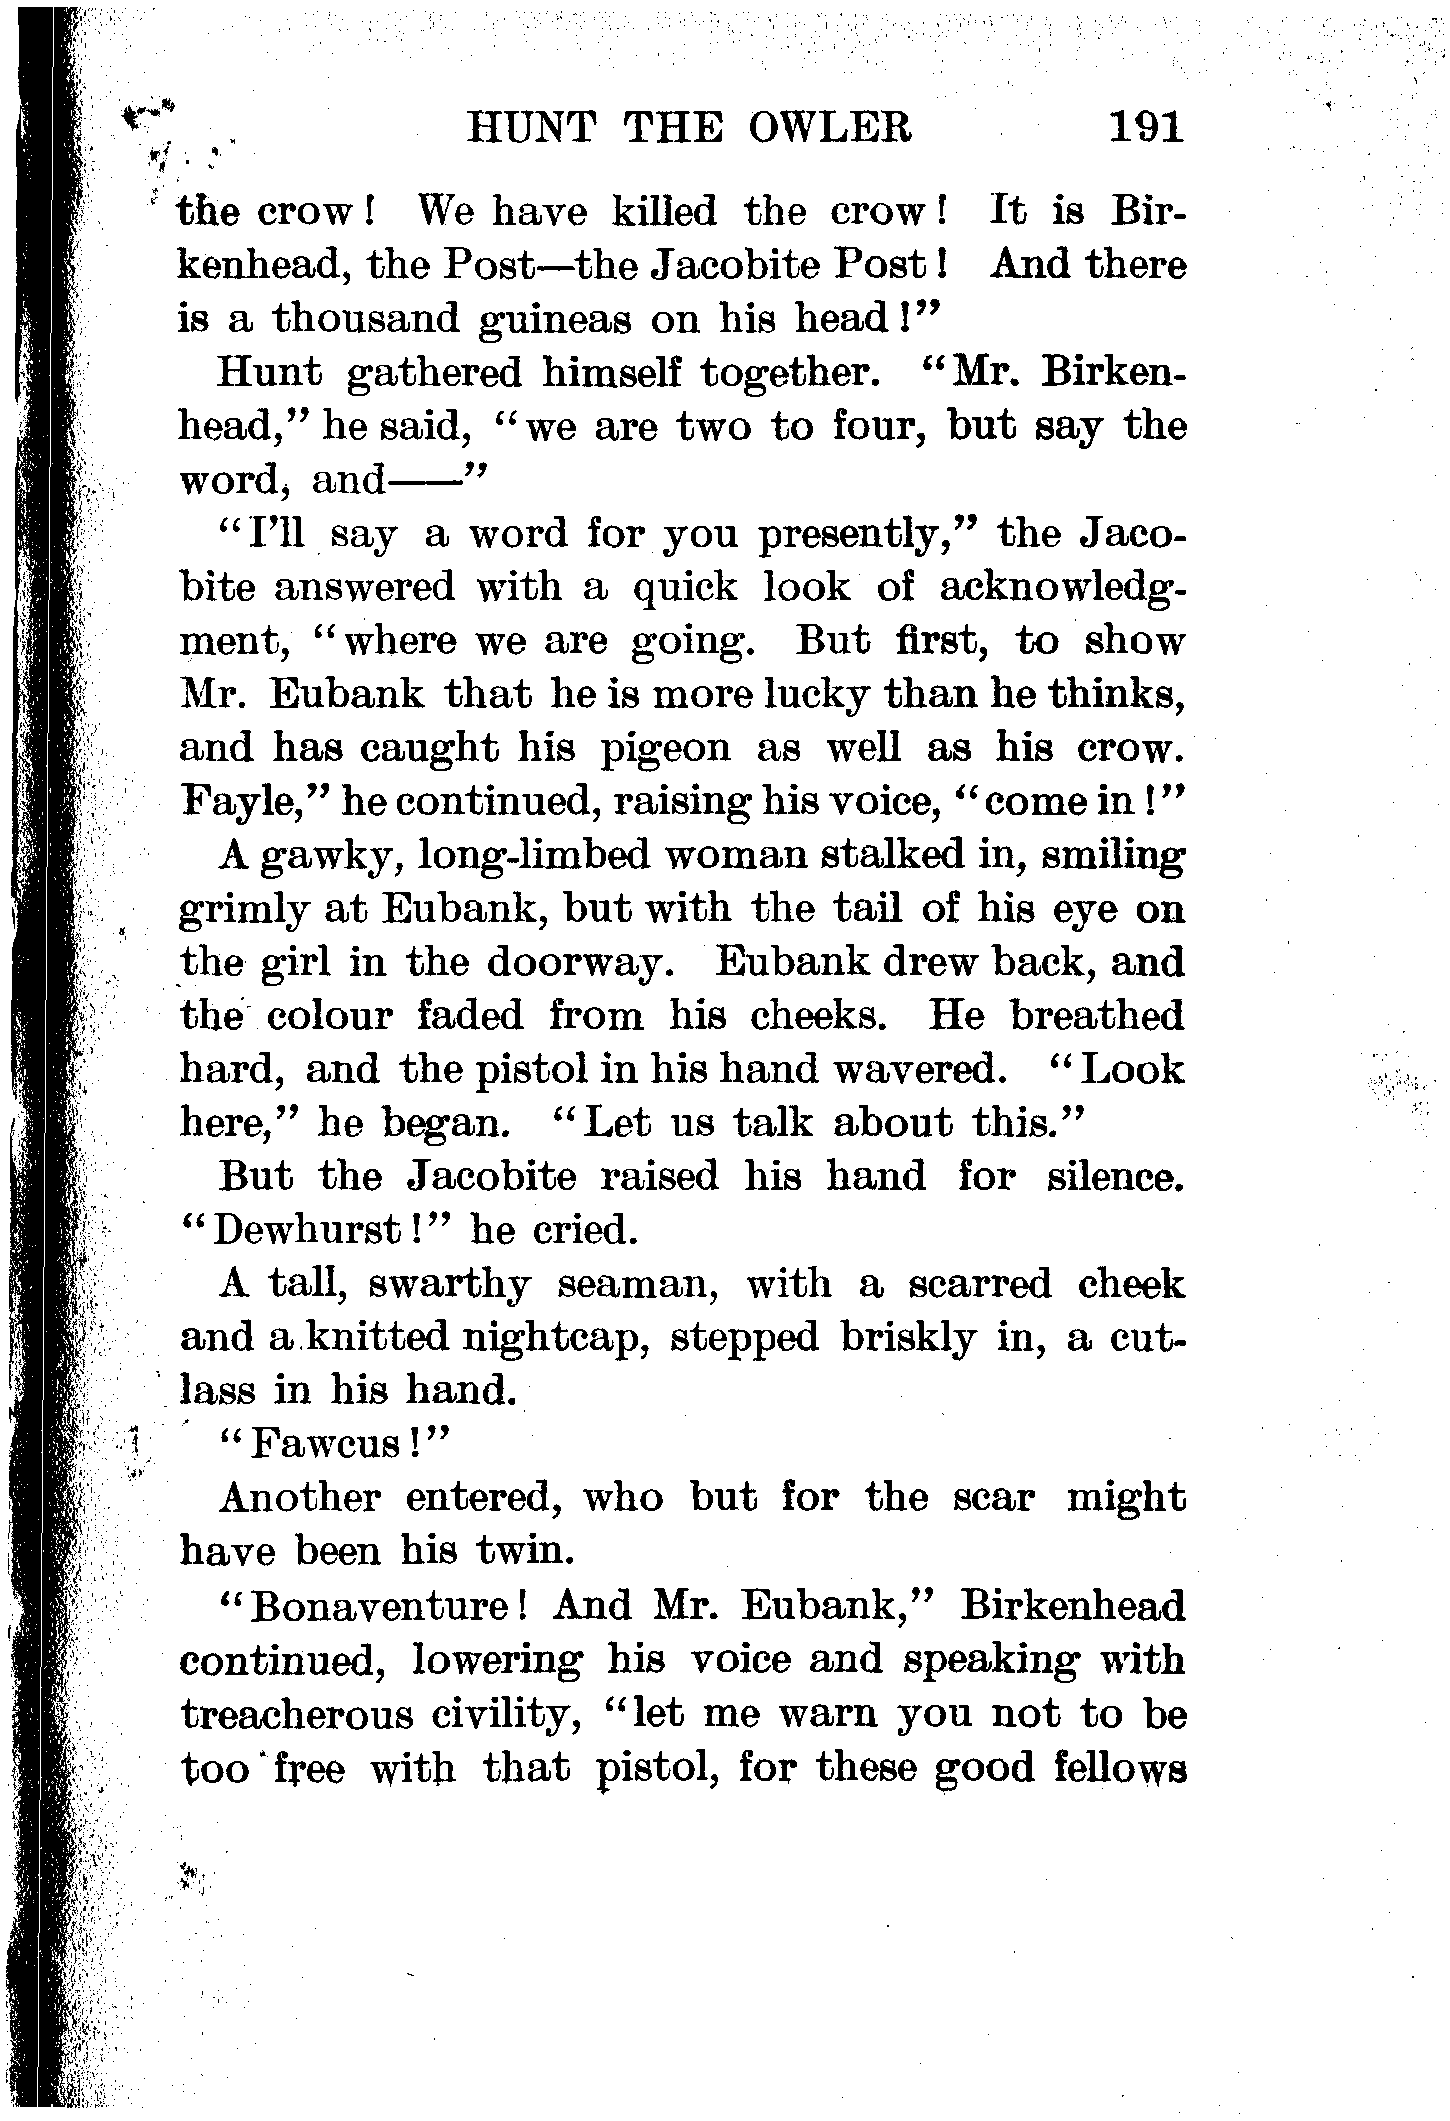 HUNT THE OWLER 191
the crow! We have killed the crow! It is Bir-
kenhead, the Post—the Jacobite Post! And there
is a thousand guineas on his head!”
Hunt gathered himself together. “Mr. Birken-
head,” he said, “we are two to four, but say the
word, and——”
“I’ll say a word for you presently,” the Jaco-
bite answered with a quick look of acknowledg-
ment, “where we are going. But first, to show
Mr. Eubank that he is more lucky than he thinks,
and has caught his pigeon as well as his crow.
Fayle,” he continued, raising his voice, “come in!”
A gawky, long-limbed woman stalked in, smiling
grimly at Eubank, but with the tail of his eye on
the girl in the doorway. Eubank drew back, and
the colour faded from his cheeks. He breathed
hard, and the pistol in his hand wavered. “Look
here,” he began. “Let us talk about this.”
But the Jacobite raised his hand for silence.
“Dewhurst!” he cried.
A tall, swarthy seaman, with a scarred cheek
and a knitted nightcap, stepped briskly in, a cut-
lass in his hand.
“Fawcus!”
Another entered, who but for the scar might
have been his twin.
“Bonaventure! And Mr. Eubank,” Birkenhead
continued, lowering his voice and speaking with
treacherous civility, “let me warn you not to be
too free with that pistol, for these good fellows